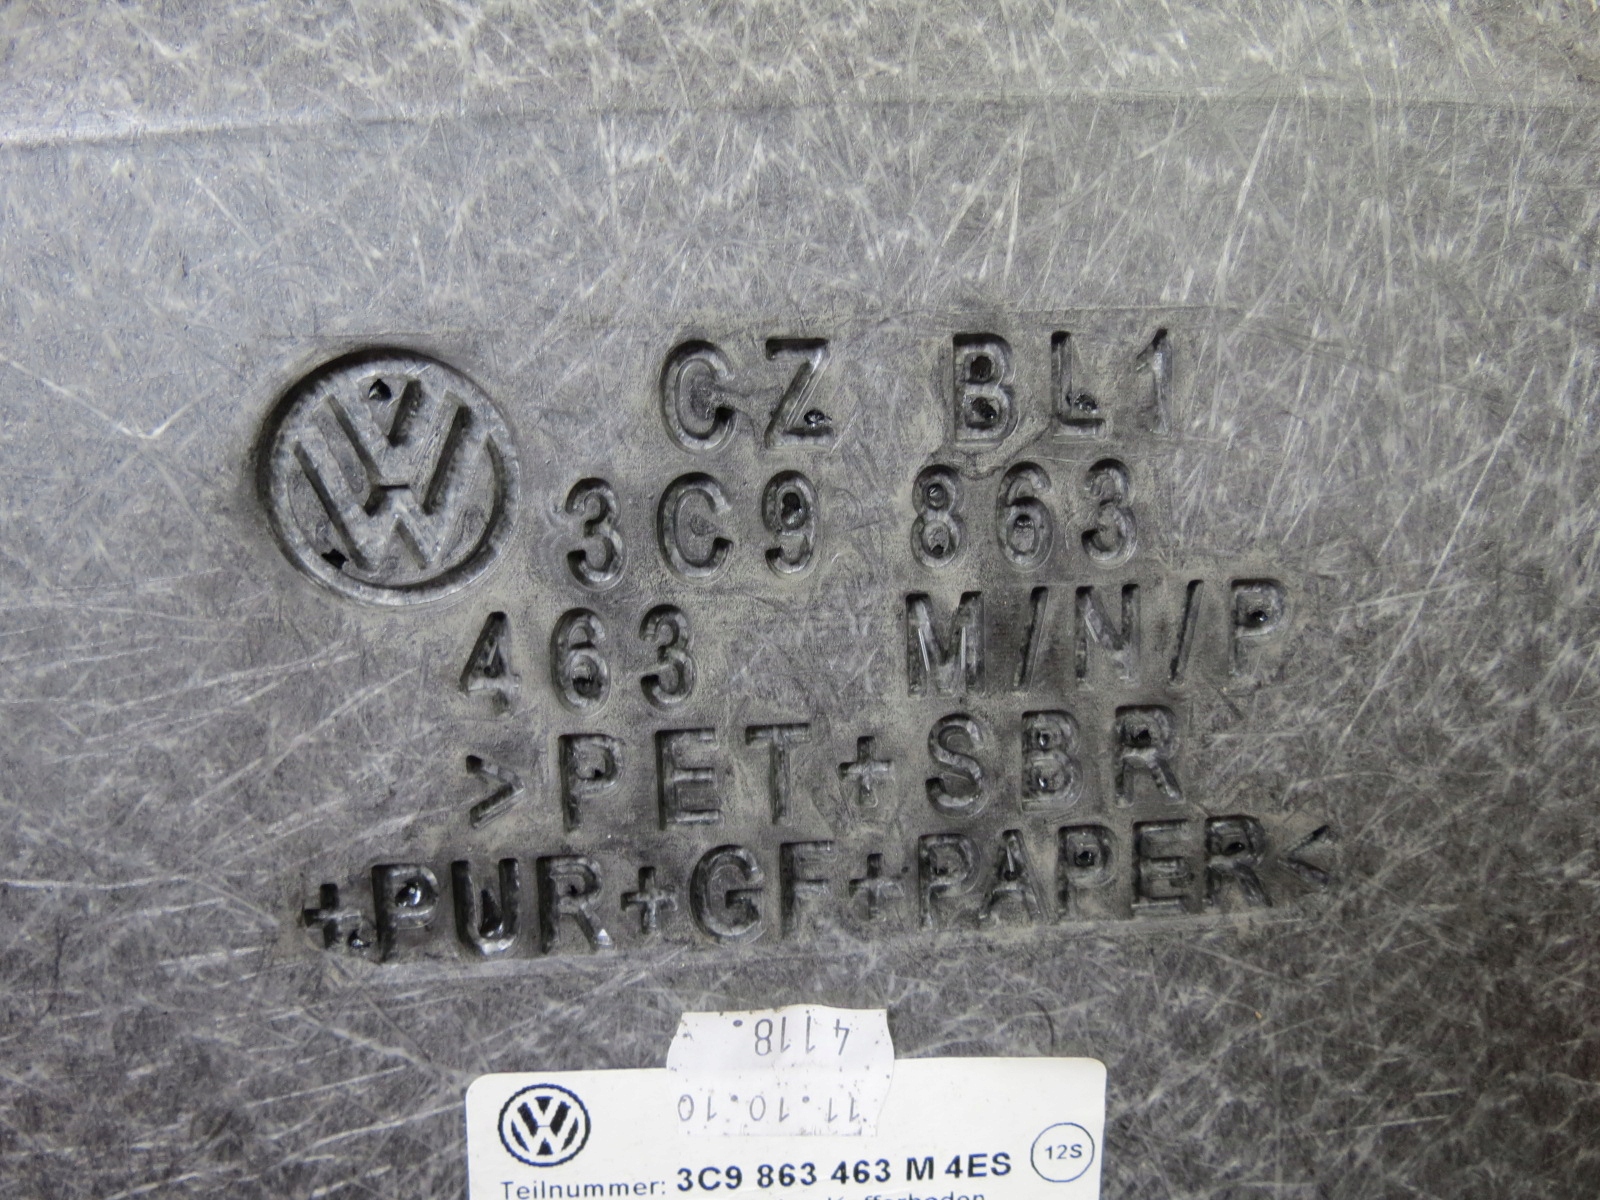 CZ BL1
3C9 863
463 M/N/P
>PET+SBR
+PUR+GF+PAPER<
4118.
11.10.10
12S
Teilnummer: 3C9 863 463 M 4ES